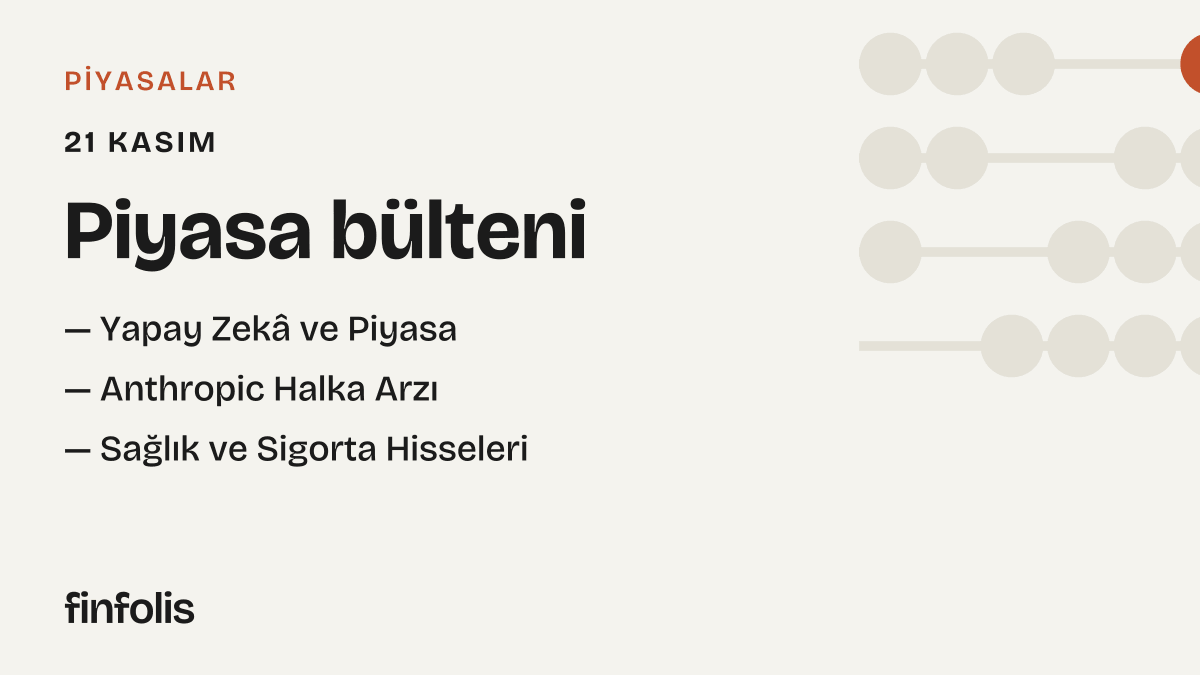 PİYASALAR
21 KASIM
Piyasa bülteni
— Yapay Zekâ ve Piyasa
— Anthropic Halka Arzı
— Sağlık ve Sigorta Hisseleri
finfolis